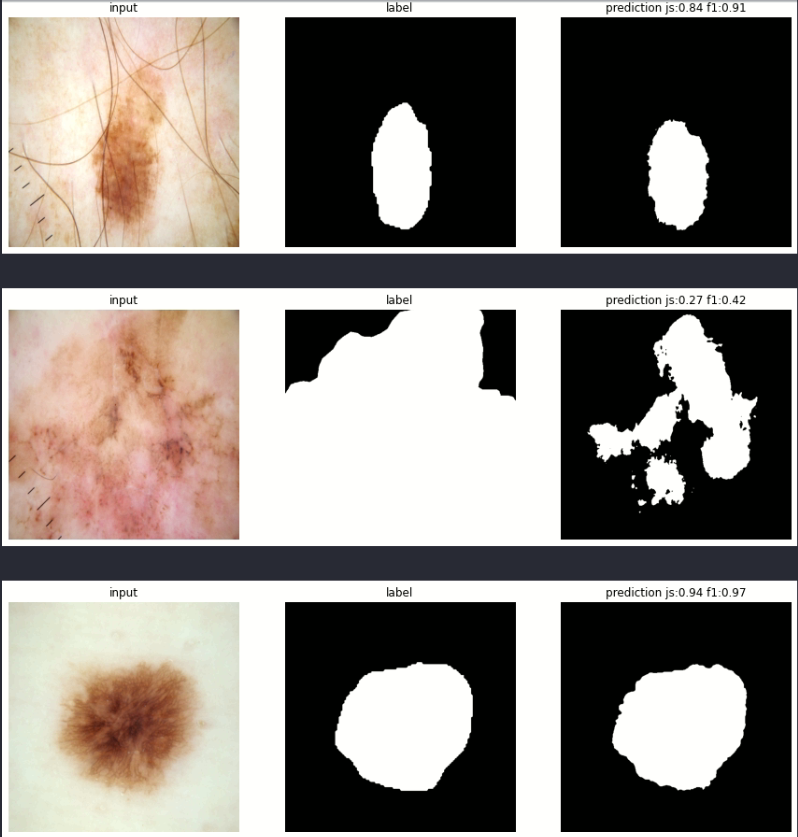 input label prediction js:0.84 f1:0.91
input label prediction js:0.27 f1:0.42
input label prediction js:0.94 f1:0.97